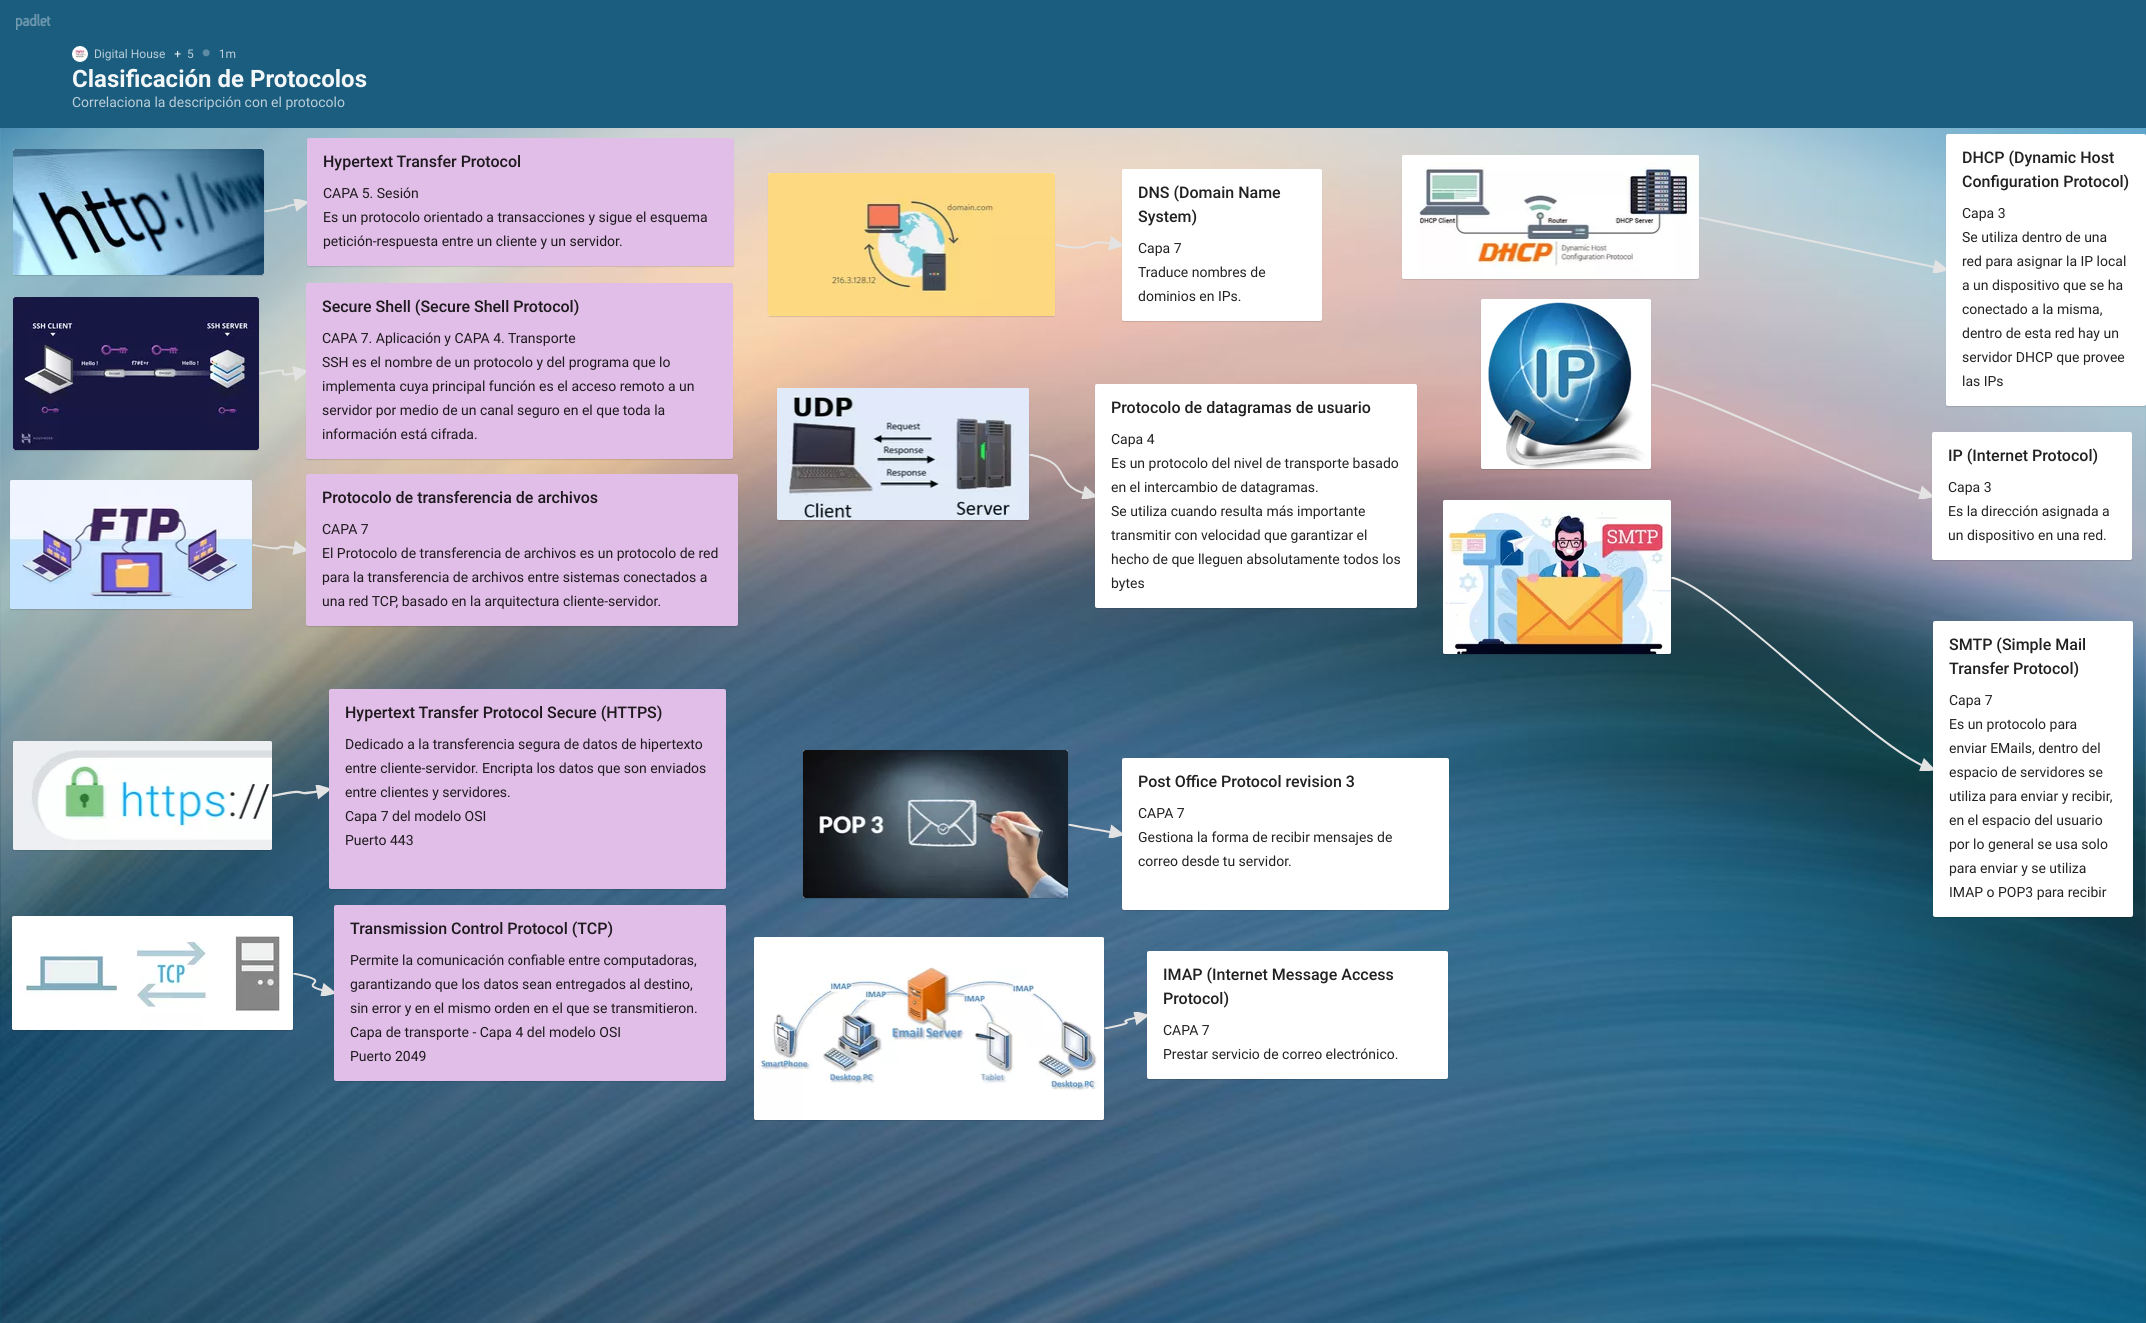 padlet
Digital House + 5 1m
Clasificación de Protocolos
Correlaciona la descripción con el protocolo
http://www
Hypertext Transfer Protocol
CAPA 5. Sesión
Es un protocolo orientado a transacciones y sigue el esquema
petición-respuesta entre un cliente y un servidor.
SSH CLIENT
SSH SERVER
Hello !
f7#E+r
Hello !
Secure Shell (Secure Shell Protocol)
CAPA 7. Aplicación y CAPA 4. Transporte
SSH es el nombre de un protocolo y del programa que lo
implementa cuya principal función es el acceso remoto a un
servidor por medio de un canal seguro en el que toda la
información está cifrada.
FTP
Protocolo de transferencia de archivos
CAPA 7
El Protocolo de transferencia de archivos es un protocolo de red
para la transferencia de archivos entre sistemas conectados a
una red TCP, basado en la arquitectura cliente-servidor.
https://
Hypertext Transfer Protocol Secure (HTTPS)
Dedicado a la transferencia segura de datos de hipertexto
entre cliente-servidor. Encripta los datos que son enviados
entre clientes y servidores.
Capa 7 del modelo OSI
Puerto 443
TCP
Transmission Control Protocol (TCP)
Permite la comunicación confiable entre computadoras,
garantizando que los datos sean entregados al destino,
sin error y en el mismo orden en el que se transmitieron.
Capa de transporte - Capa 4 del modelo OSI
Puerto 2049
domain.com
216.3.128.12
DNS (Domain Name
System)
Capa 7
Traduce nombres de
dominios en IPs.
UDP
Request
Response
Response
Client
Server
Protocolo de datagramas de usuario
Capa 4
Es un protocolo del nivel de transporte basado
en el intercambio de datagramas.
Se utiliza cuando resulta más importante
transmitir con velocidad que garantizar el
hecho de que lleguen absolutamente todos los
bytes
POP 3
Post Office Protocol revision 3
CAPA 7
Gestiona la forma de recibir mensajes de
correo desde tu servidor.
IMAP
IMAP
IMAP
IMAP
Email Server
SmartPhone
Desktop PC
Tablet
Desktop PC
IMAP (Internet Message Access
Protocol)
CAPA 7
Prestar servicio de correo electrónico.
DHCP Client
Router
DHCP Server
DHCP
Dynamic Host
Configuration Protocol
DHCP (Dynamic Host
Configuration Protocol)
Capa 3
Se utiliza dentro de una
red para asignar la IP local
a un dispositivo que se ha
conectado a la misma,
dentro de esta red hay un
servidor DHCP que provee
las IPs
IP
IP (Internet Protocol)
Capa 3
Es la dirección asignada a
un dispositivo en una red.
SMTP
SMTP (Simple Mail
Transfer Protocol)
Capa 7
Es un protocolo para
enviar EMails, dentro del
espacio de servidores se
utiliza para enviar y recibir,
en el espacio del usuario
por lo general se usa solo
para enviar y se utiliza
IMAP o POP3 para recibir